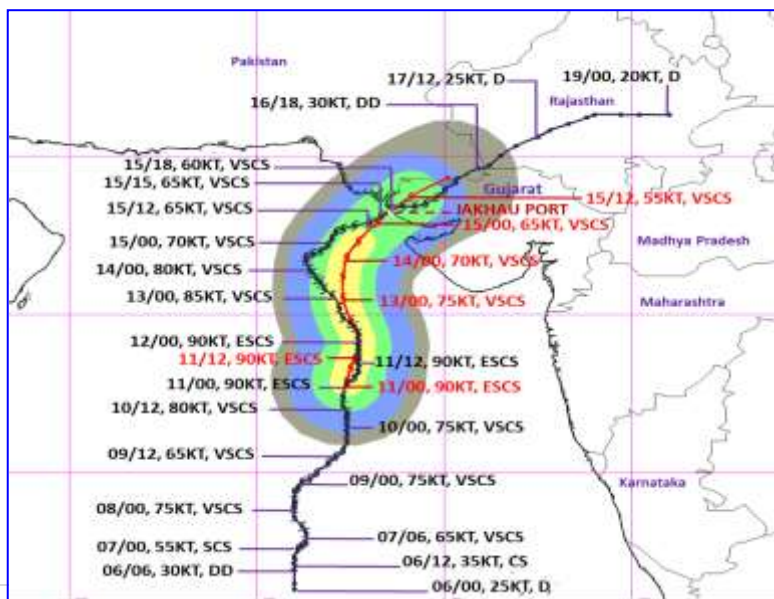 Pakistan
17/12, 25KT, D
19/00, 20KT, D
16/18, 30KT, DD
Rajasthan
15/18, 60KT, VSCS
15/15, 65KT, VSCS
Gujarat
15/12, 55KT, VSCS
15/12, 65KT, VSCS
JAKHAU PORT
15/00, 65KT, VSCS
15/00, 70KT, VSCS
Madhya Pradesh
14/00, 70KT, VSCS
14/00, 80KT, VSCS
13/00, 85KT, VSCS
13/00, 75KT, VSCS
Maharashtra
12/00, 90KT, ESCS
11/12, 90KT, ESCS
11/12, 90KT, ESCS
11/00, 90KT, ESCS
11/00, 90KT, ESCS
10/12, 80KT, VSCS
10/00, 75KT, VSCS
09/12, 65KT, VSCS
09/00, 75KT, VSCS
Karnataka
08/00, 75KT, VSCS
07/06, 65KT, VSCS
07/00, 55KT, SCS
06/12, 35KT, CS
06/06, 30KT, DD
06/00, 25KT, D